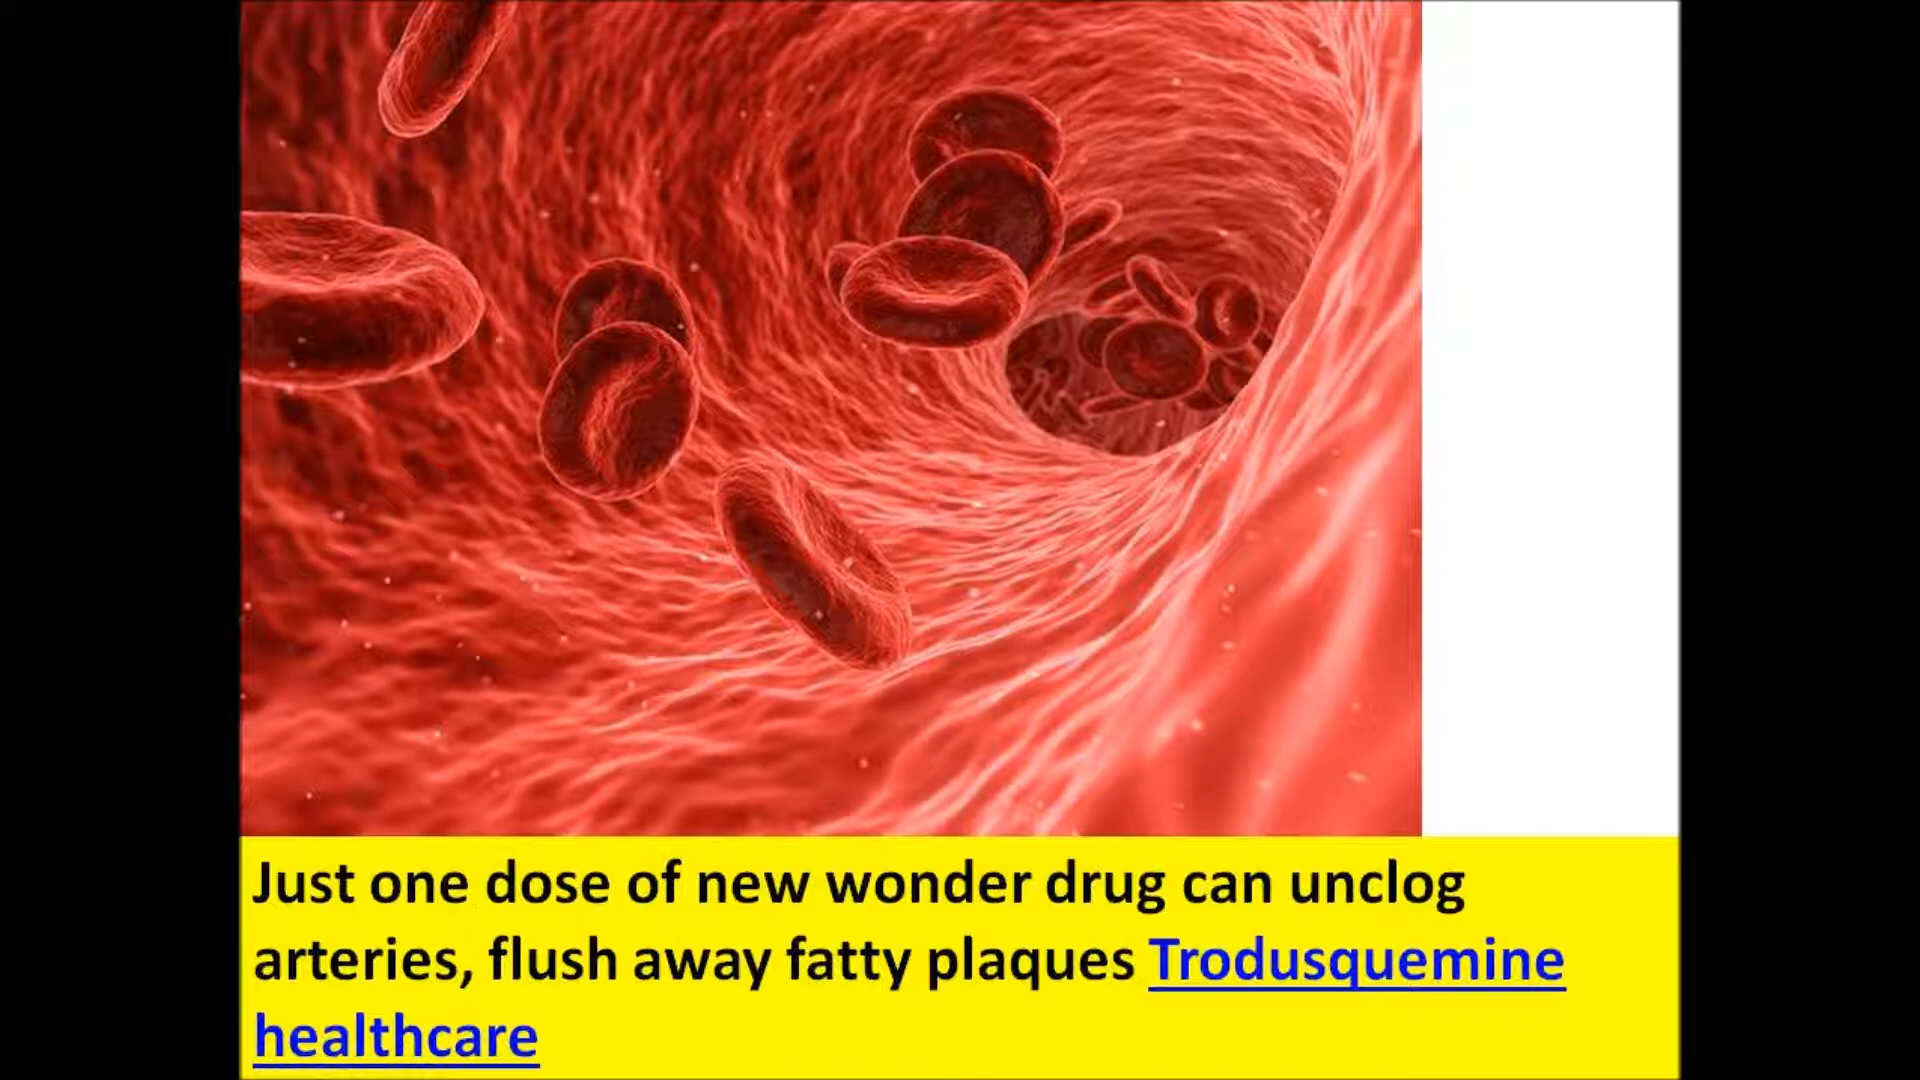 Just one dose of new wonder drug can unclog
arteries, flush away fatty plaques Trodusquemine
healthcare